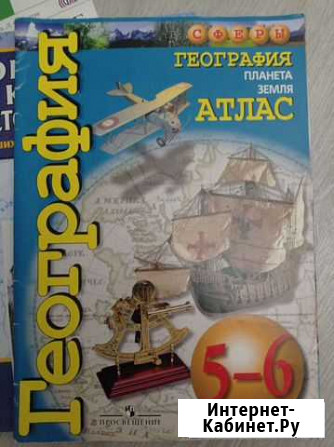 СФЕРЫ
ГЕОГРАФИЯ
ПЛАНЕТА
ЗЕМЛЯ
АТЛАС
География
5-6
ПРОСВЕЩЕНИЕ
Интернет-
Кабинет.Ру